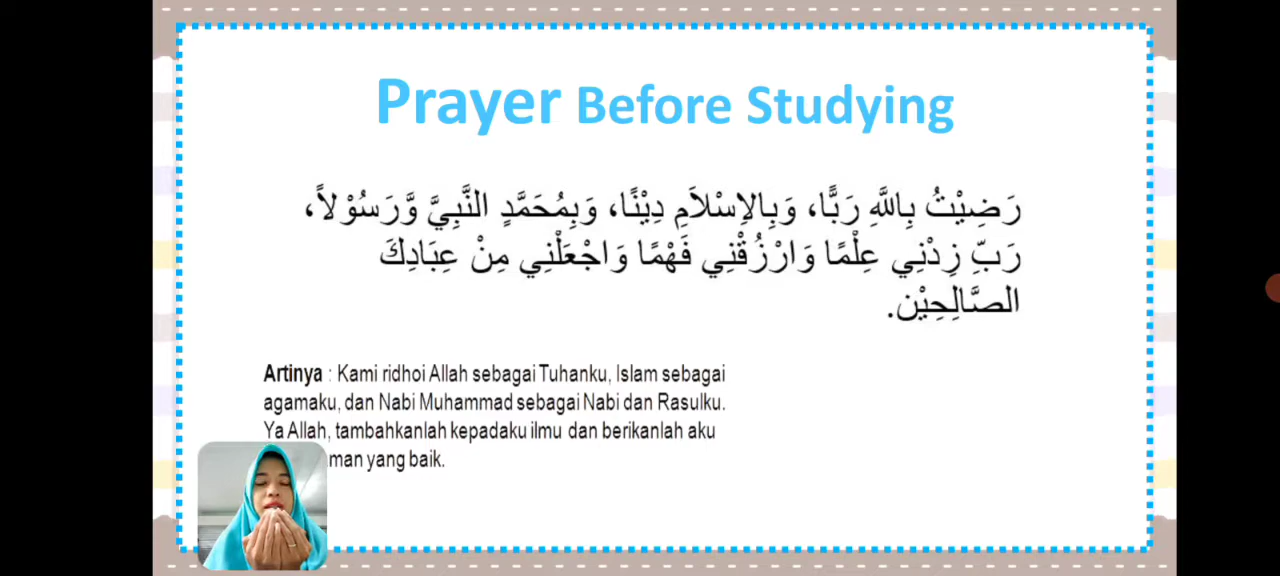 Prayer Before Studying
رَضِيْتُ بِاللَّهِ رَبًّا، وَبِالِاسْلاَمِ دِيْنًا، وَبِمُحَمَّدٍ النَّبِيَّ وَّرَسُوْلاً،
رَبِّ زِدْنِي عِلْمًا وَارْزُقْنِي فَهْمًا وَاجْعَلْنِي مِنْ عِبَادِكَ
الصَّالِحِيْن.
Artinya : Kami ridhoi Allah sebagai Tuhanku, Islam sebagai
agamaku, dan Nabi Muhammad sebagai Nabi dan Rasulku.
Ya Allah, tambahkanlah kepadaku ilmu dan berikanlah aku
yang baik.